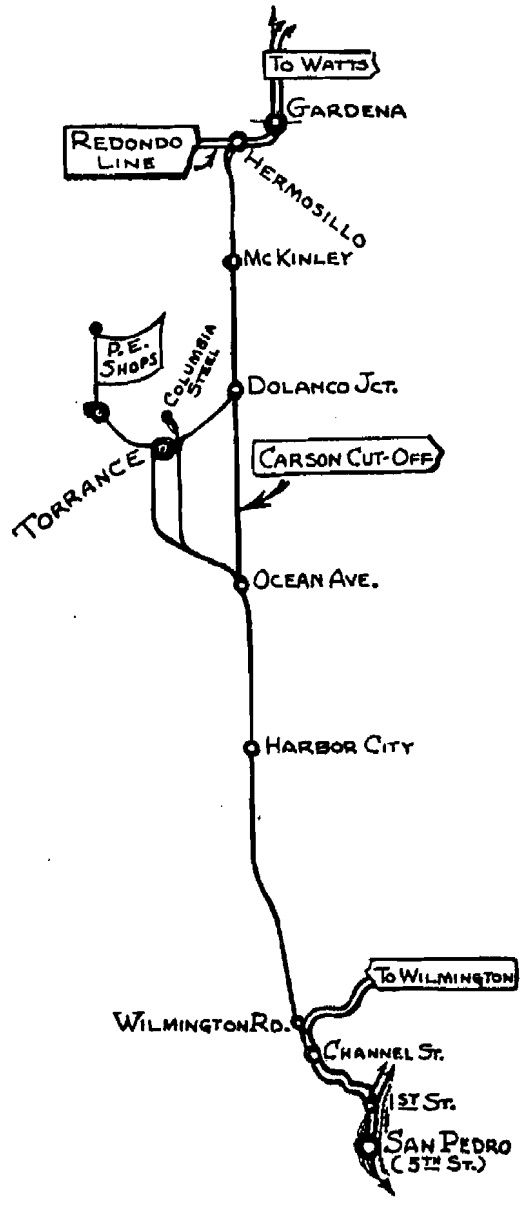 To Watts
Gardena
Redondo
Line
Hermosillo
McKinley
P.E.
Shops
Columbia
Steel
Dolanco Jct.
Carson Cut-Off
Torrance
Ocean Ave.
Harbor City
To Wilmington
Wilmington Rd.
Channel St.
1st St.
San Pedro
(5th St.)